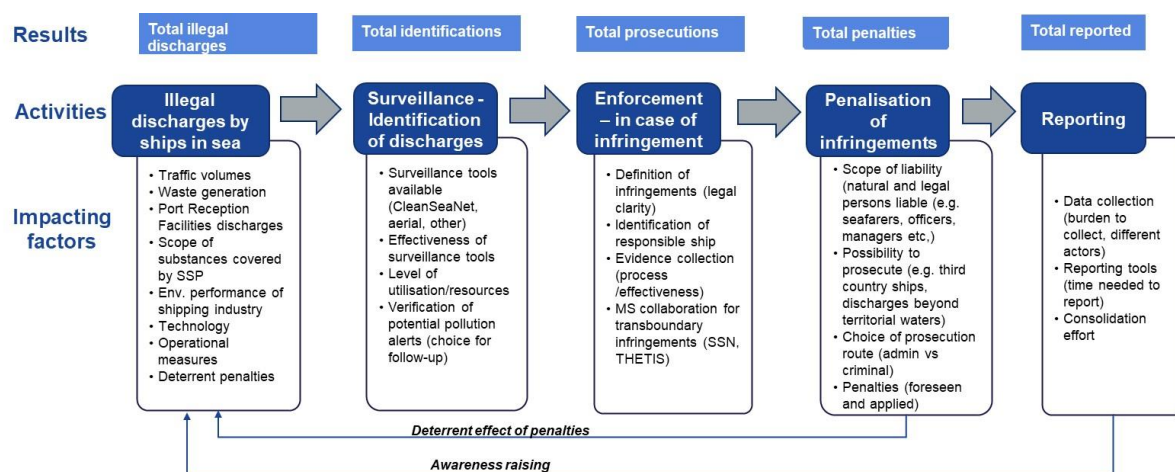 Results
Total illegal
discharges
Total identifications
Total prosecutions
Total penalties
Total reported
Activities
Illegal
discharges by
ships in sea
Surveillance -
Identification
of discharges
Enforcement
– in case of
infringement
Penalisation
of
infringements
Reporting
Impacting
factors
• Traffic volumes
• Waste generation
• Port Reception
Facilities discharges
• Scope of
substances covered
by SSP
• Env. performance of
shipping industry
• Technology
• Operational
measures
• Deterrent penalties
• Surveillance tools
available
(CleanSeaNet,
aerial, other)
• Effectiveness of
surveillance tools
• Level of
utilisation/resources
• Verification of
potential pollution
alerts (choice for
follow-up)
• Definition of
infringements (legal
clarity)
• Identification of
responsible ship
• Evidence collection
(process
/effectiveness)
• MS collaboration for
transboundary
infringements (SSN,
THETIS)
• Scope of liability
(natural and legal
persons liable (e.g.
seafarers, officers,
managers etc,)
• Possibility to
prosecute (e.g. third
country ships,
discharges beyond
territorial waters)
• Choice of prosecution
route (admin vs
criminal)
• Penalties (foreseen
and applied)
• Data collection
(burden to
collect, different
actors)
• Reporting tools
(time needed to
report)
• Consolidation
effort
Deterrent effect of penalties
Awareness raising